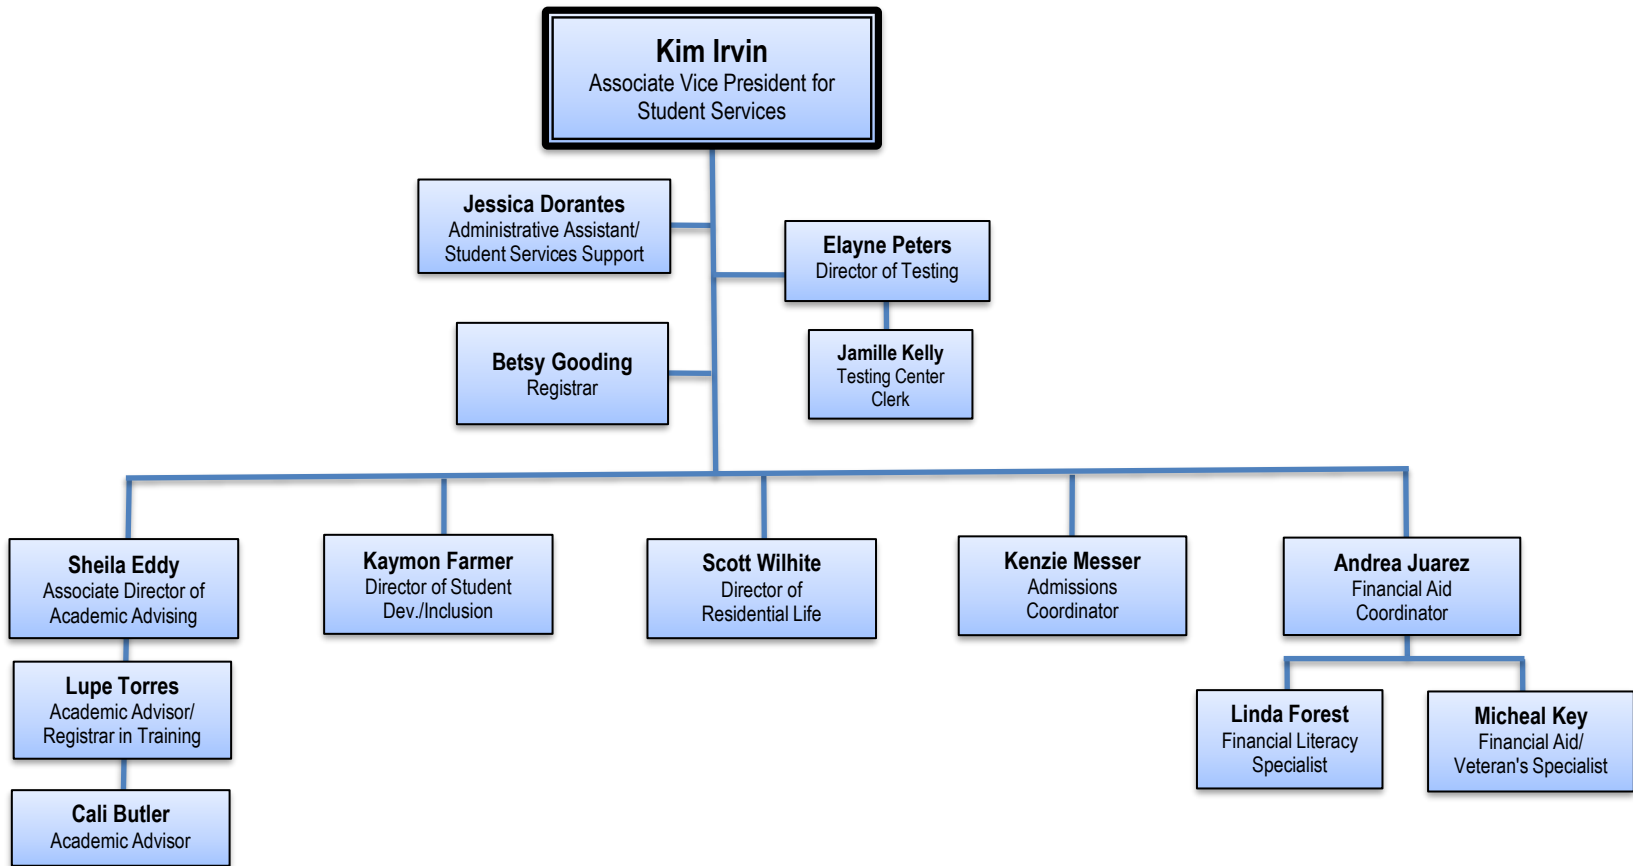 Kim Irvin
Associate Vice President for
Student Services
Jessica Dorantes
Administrative Assistant/
Student Services Support
Elayne Peters
Director of Testing
Betsy Gooding
Registrar
Jamille Kelly
Testing Center
Clerk
Sheila Eddy
Associate Director of
Academic Advising
Kaymon Farmer
Director of Student
Dev./Inclusion
Scott Wilhite
Director of
Residential Life
Kenzie Messer
Admissions
Coordinator
Andrea Juarez
Financial Aid
Coordinator
Lupe Torres
Academic Advisor/
Registrar in Training
Linda Forest
Financial Literacy
Specialist
Micheal Key
Financial Aid/
Veteran's Specialist
Cali Butler
Academic Advisor